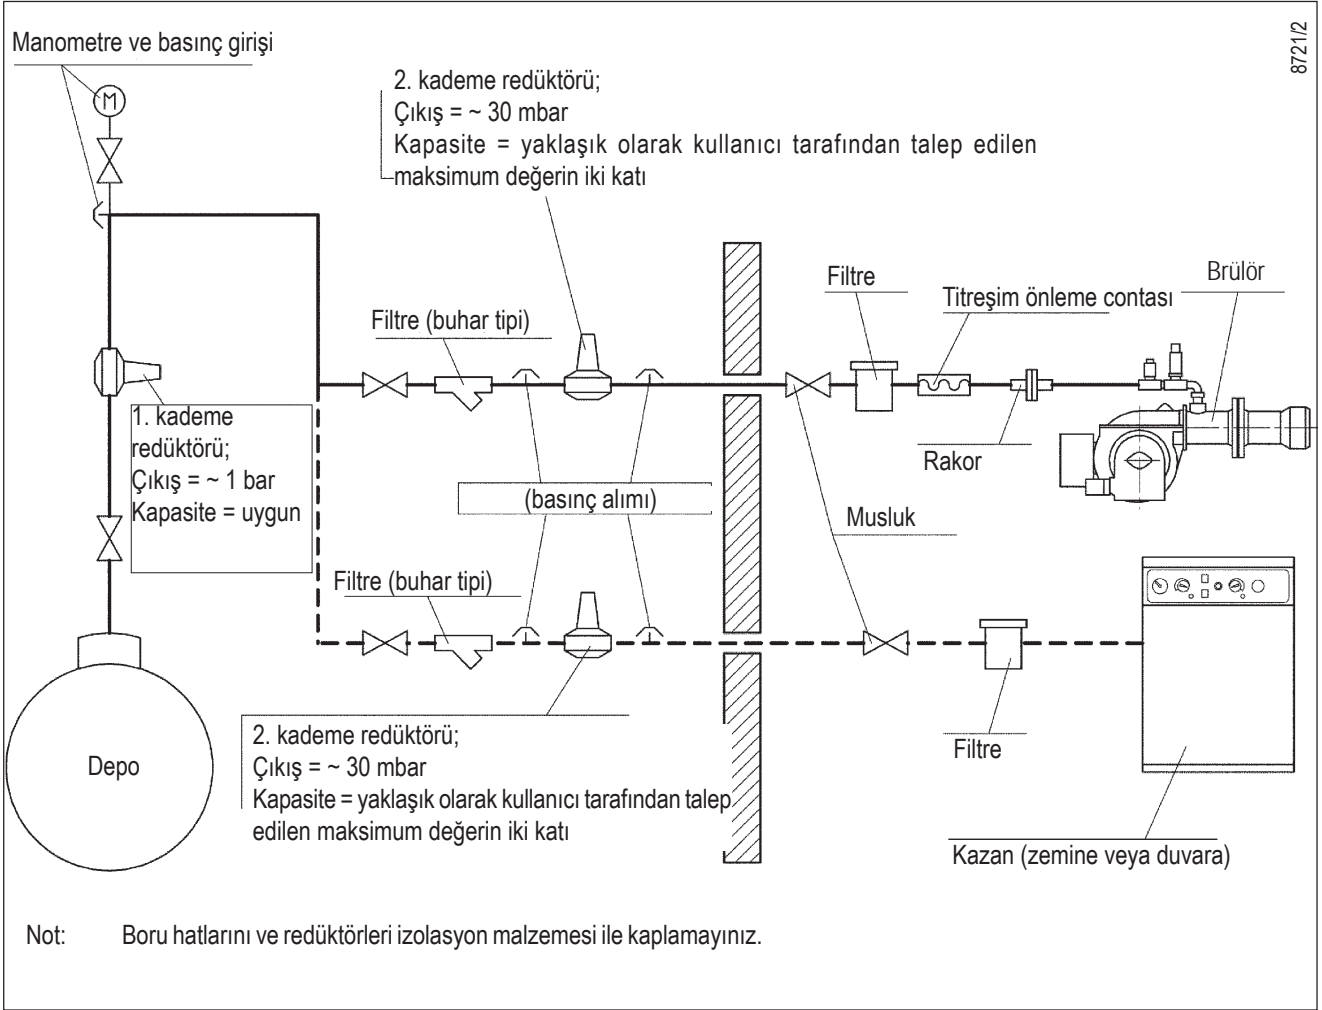 Manometre ve basınç girişi
8721/2
M
2. kademe redüktörü;
Çıkış = ~ 30 mbar
Kapasite = yaklaşık olarak kullanıcı tarafından talep edilen
maksimum değerin iki katı
Filtre
Titreşim önleme contası
Brülör
Filtre (buhar tipi)
1. kademe
redüktörü;
Çıkış = ~ 1 bar
Kapasite = uygun
Rakor
(basınç alımı)
Musluk
Filtre (buhar tipi)
2. kademe redüktörü;
Çıkış = ~ 30 mbar
Kapasite = yaklaşık olarak kullanıcı tarafından talep
edilen maksimum değerin iki katı
Depo
Filtre
Kazan (zemine veya duvara)
Not: Boru hatlarını ve redüktörleri izolasyon malzemesi ile kaplamayınız.